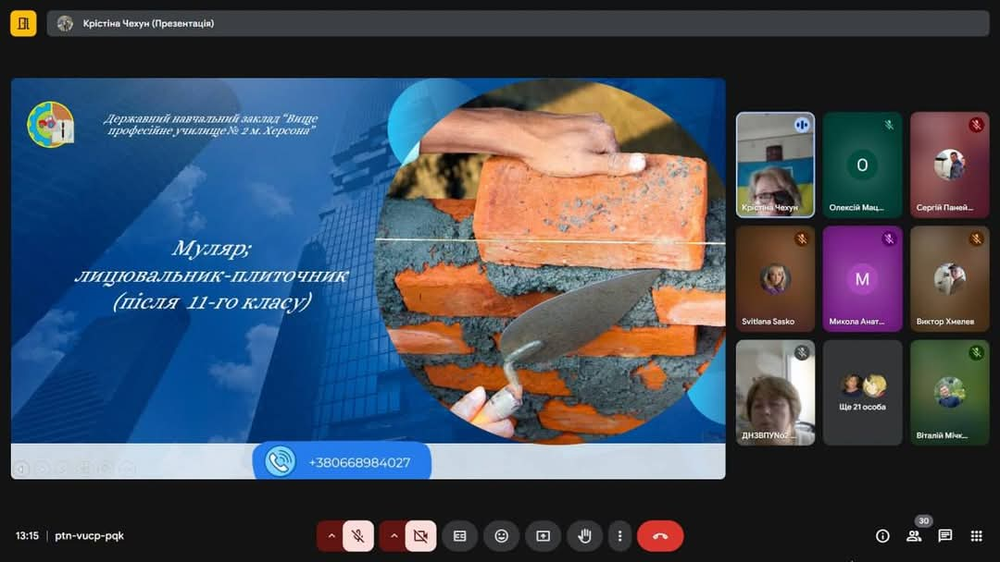 Крістіна Чехун (Презентація)
Державний навчальний заклад "Вище
професійне училище № 2 м. Херсона"
Муляр;
лицювальник-плиточник
(після 11-го класу)
+380668984027
Крістіна Чехун
О
Олексій Мац...
Сергій Паней...
Svitlana Sasko
М
Микола Анат...
Виктор Хмелев
ДНЗВПУ№2 ...
Ще 21 особа
Віталій Мічк...
13:15 | ptn-vucp-pqk
30